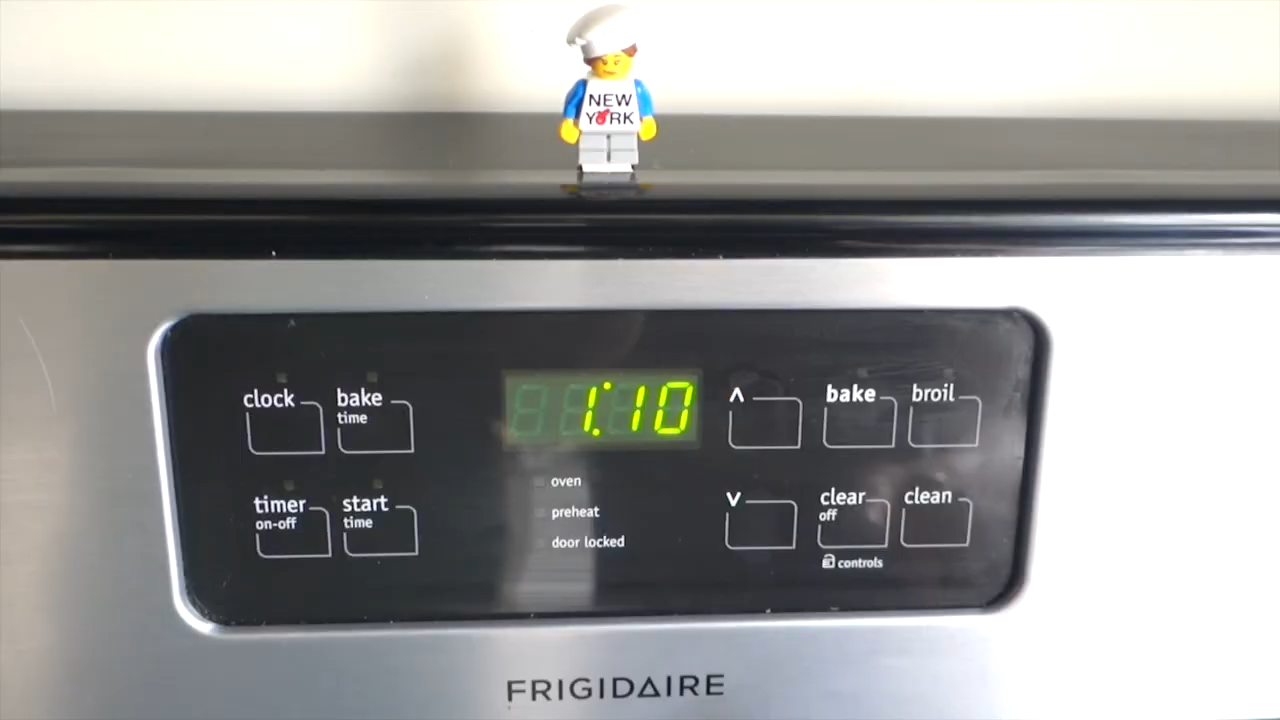 NEW
YORK
clock
bake
time
1:10
^
bake
broil
timer
on-off
start
time
oven
preheat
door locked
v
clear
off
clean
controls
FRIGIDAIRE